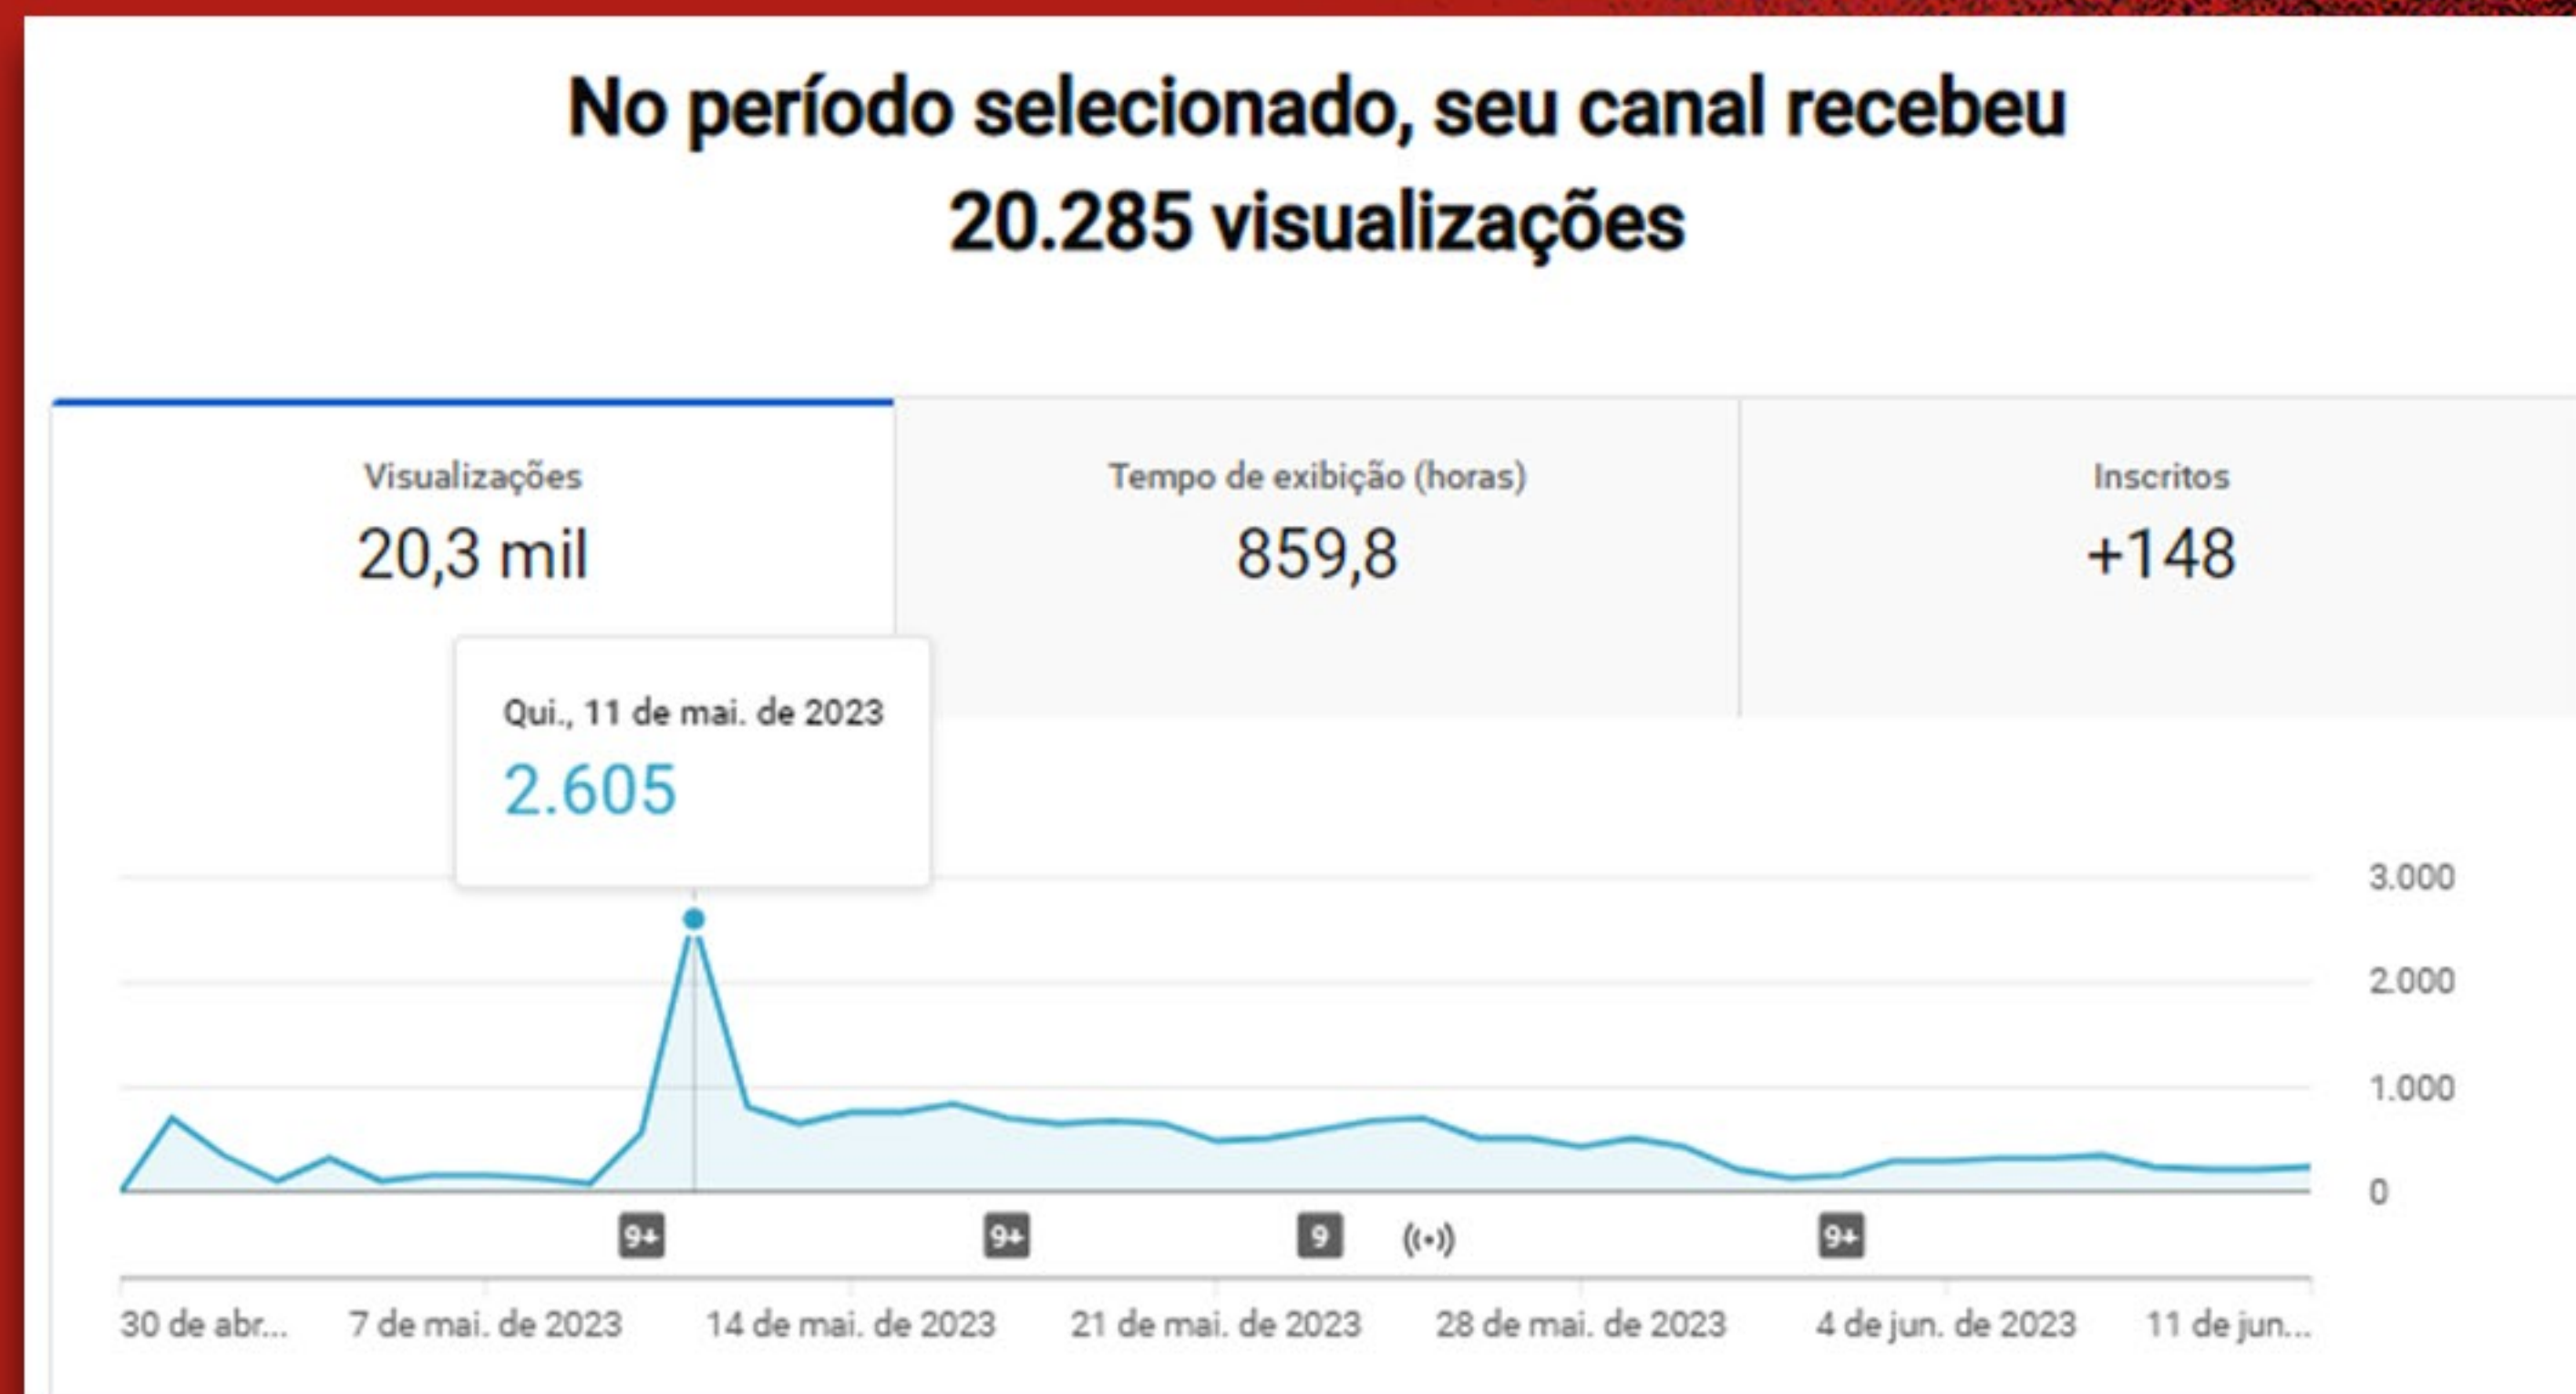 No período selecionado, seu canal recebeu
20.285 visualizações
Visualizações
20,3 mil
Tempo de exibição (horas)
859,8
Inscritos
+148
Qui., 11 de mai. de 2023
2.605
3.000
2.000
1.000
0
9+ 9+ 9 9+
30 de abr... 7 de mai. de 2023 14 de mai. de 2023 21 de mai. de 2023 28 de mai. de 2023 4 de jun. de 2023 11 de jun...